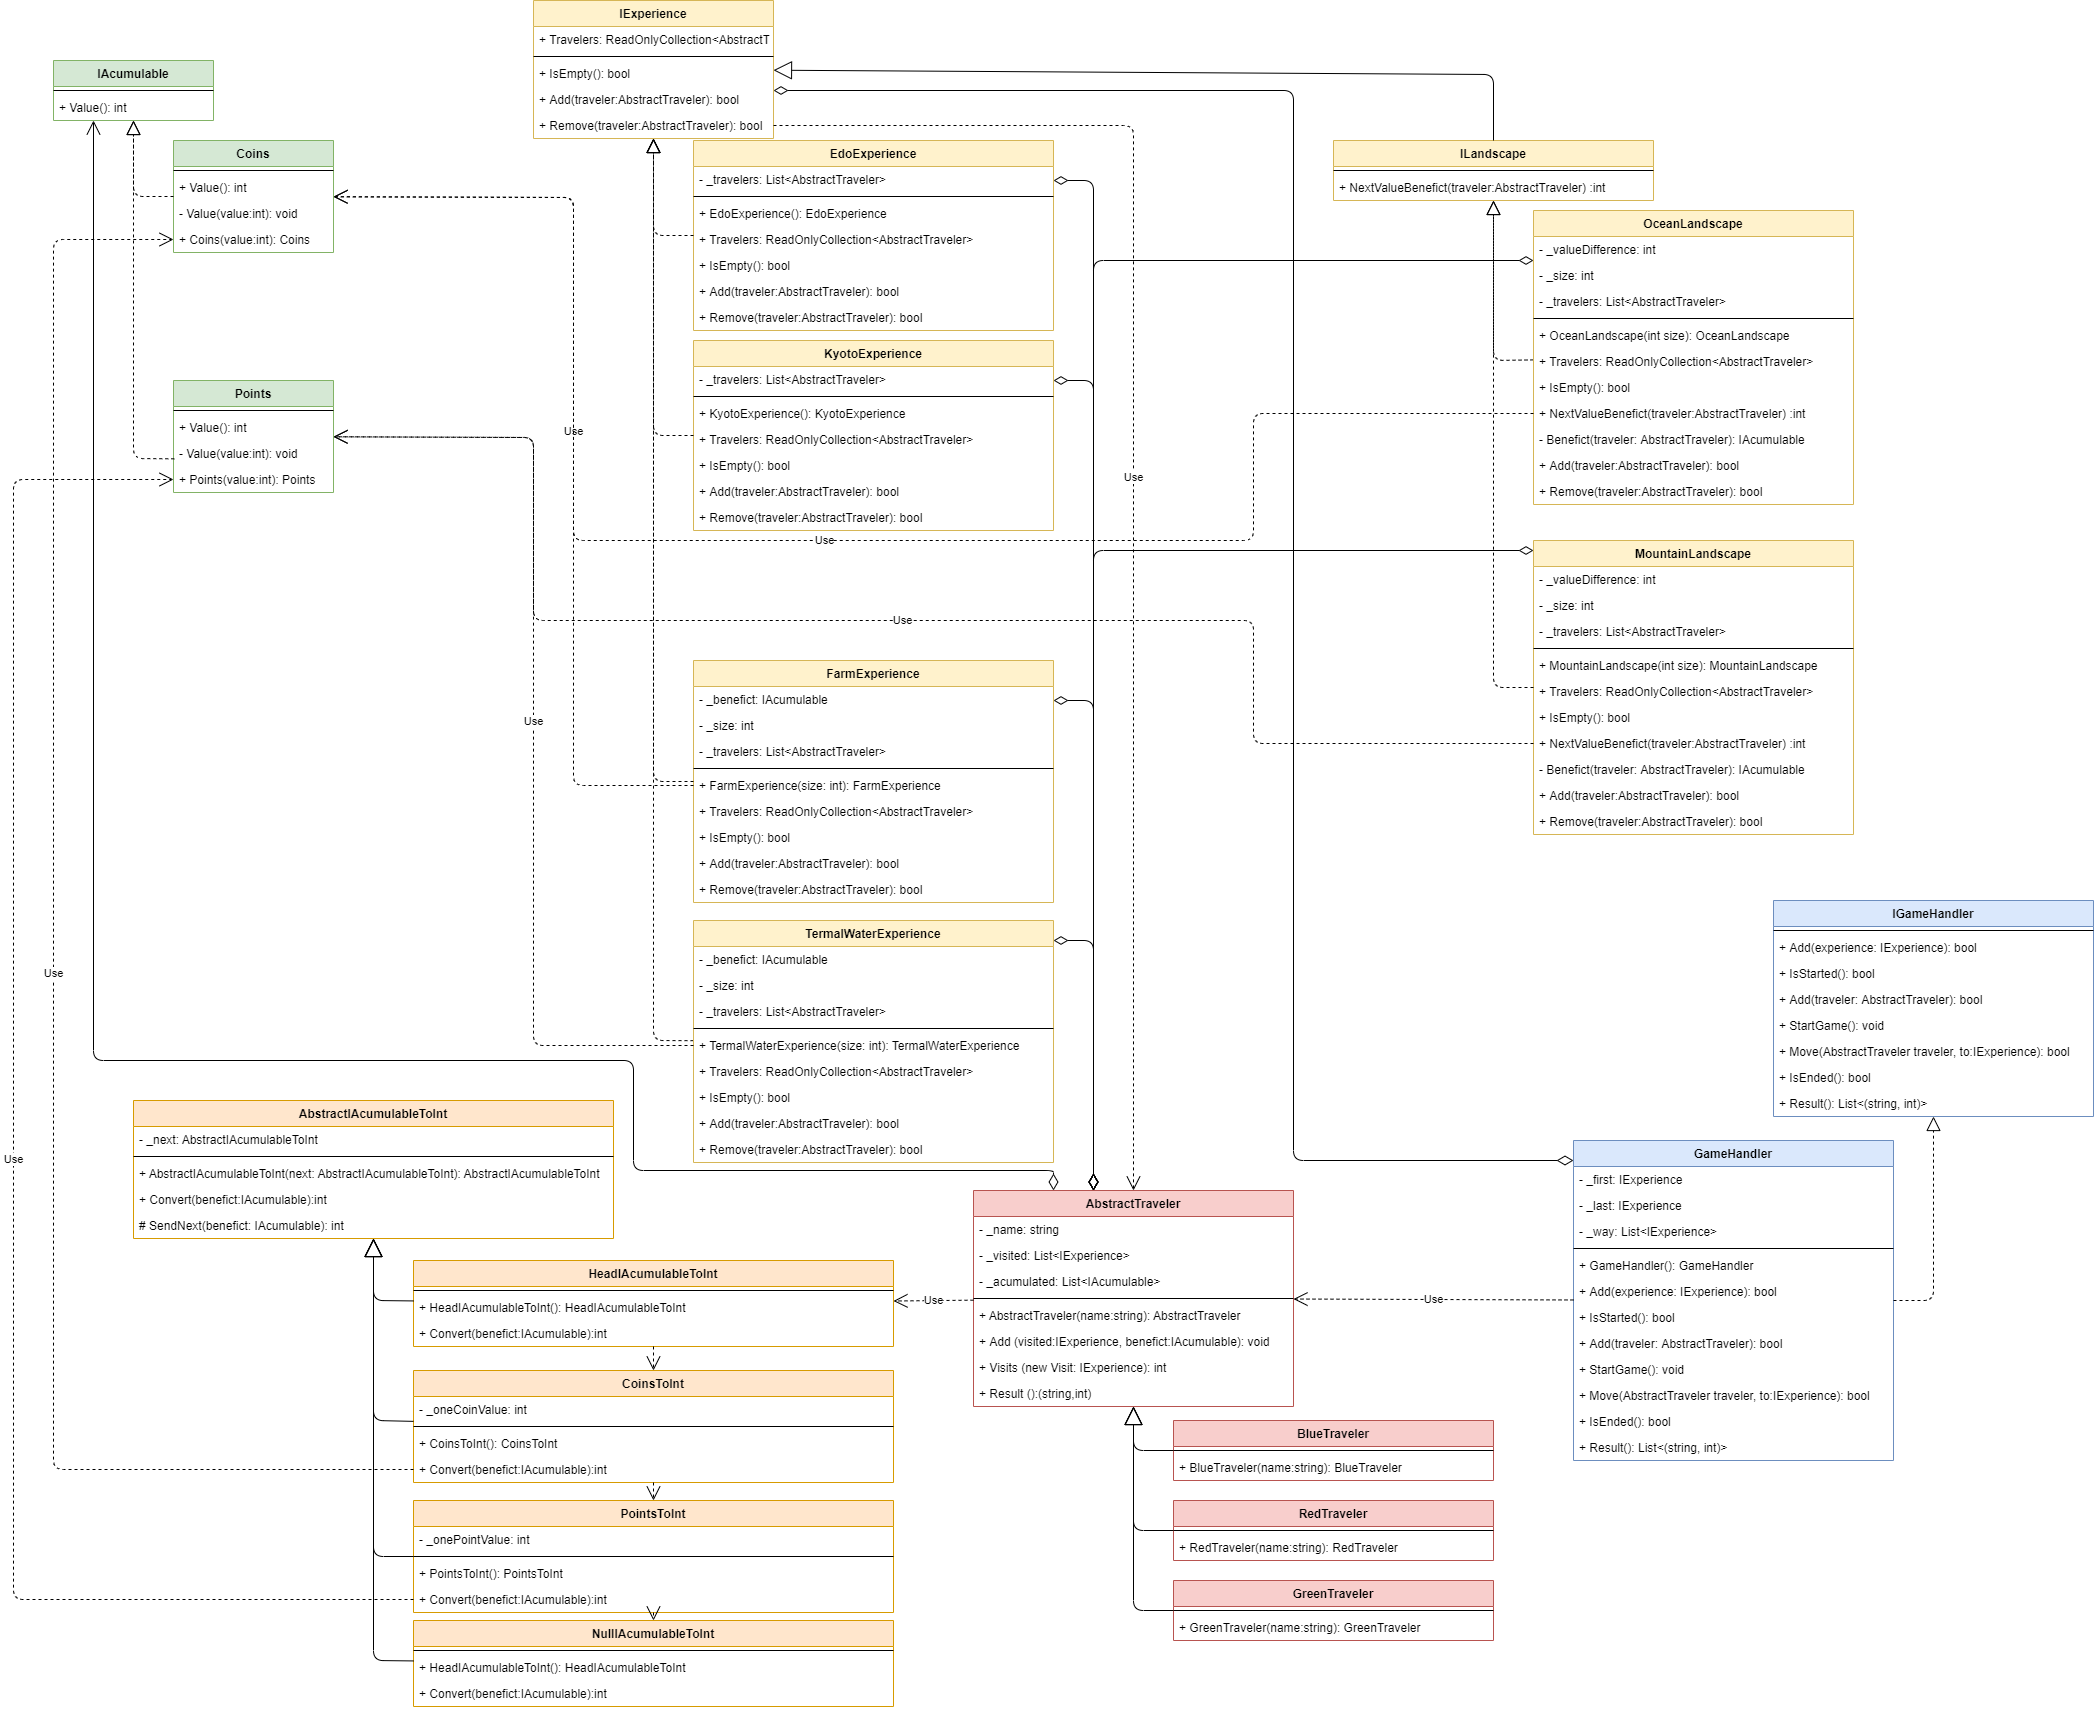 IExperience
+ Travelers: ReadOnlyCollection<AbstractT
+ IsEmpty(): bool
+ Add(traveler:AbstractTraveler): bool
+ Remove(traveler:AbstractTraveler): bool
IAcumulable
+ Value(): int
Coins
+ Value(): int
- Value(value:int): void
+ Coins(value:int): Coins
Points
+ Value(): int
- Value(value:int): void
+ Points(value:int): Points
EdoExperience
- _travelers: List<AbstractTraveler>
+ EdoExperience(): EdoExperience
+ Travelers: ReadOnlyCollection<AbstractTraveler>
+ IsEmpty(): bool
+ Add(traveler:AbstractTraveler): bool
+ Remove(traveler:AbstractTraveler): bool
KyotoExperience
- _travelers: List<AbstractTraveler>
+ KyotoExperience(): KyotoExperience
+ Travelers: ReadOnlyCollection<AbstractTraveler>
+ IsEmpty(): bool
+ Add(traveler:AbstractTraveler): bool
+ Remove(traveler:AbstractTraveler): bool
ILandscape
+ NextValueBenefict(traveler:AbstractTraveler) :int
OceanLandscape
- _valueDifference: int
- _size: int
- _travelers: List<AbstractTraveler>
+ OceanLandscape(int size): OceanLandscape
+ Travelers: ReadOnlyCollection<AbstractTraveler>
+ IsEmpty(): bool
+ NextValueBenefict(traveler:AbstractTraveler) :int
- Benefict(traveler: AbstractTraveler): IAcumulable
+ Add(traveler:AbstractTraveler): bool
+ Remove(traveler:AbstractTraveler): bool
Use
Use
Use
Use
Use
MountainLandscape
- _valueDifference: int
- _size: int
- _travelers: List<AbstractTraveler>
+ MountainLandscape(int size): MountainLandscape
+ Travelers: ReadOnlyCollection<AbstractTraveler>
+ IsEmpty(): bool
+ NextValueBenefict(traveler:AbstractTraveler) :int
- Benefict(traveler: AbstractTraveler): IAcumulable
+ Add(traveler:AbstractTraveler): bool
+ Remove(traveler:AbstractTraveler): bool
FarmExperience
- _benefict: IAcumulable
- _size: int
- _travelers: List<AbstractTraveler>
+ FarmExperience(size: int): FarmExperience
+ Travelers: ReadOnlyCollection<AbstractTraveler>
+ IsEmpty(): bool
+ Add(traveler:AbstractTraveler): bool
+ Remove(traveler:AbstractTraveler): bool
TermalWaterExperience
- _benefict: IAcumulable
- _size: int
- _travelers: List<AbstractTraveler>
+ TermalWaterExperience(size: int): TermalWaterExperience
+ Travelers: ReadOnlyCollection<AbstractTraveler>
+ IsEmpty(): bool
+ Add(traveler:AbstractTraveler): bool
+ Remove(traveler:AbstractTraveler): bool
IGameHandler
+ Add(experience: IExperience): bool
+ IsStarted(): bool
+ Add(traveler: AbstractTraveler): bool
+ StartGame(): void
+ Move(AbstractTraveler traveler, to:IExperience): bool
+ IsEnded(): bool
+ Result(): List<(string, int)>
Use
Use
AbstractIAcumulableToInt
- _next: AbstractIAcumulableToInt
+ AbstractIAcumulableToInt(next: AbstractIAcumulableToInt): AbstractIAcumulableToInt
+ Convert(benefict:IAcumulable):int
# SendNext(benefict: IAcumulable): int
HeadIAcumulableToInt
+ HeadIAcumulableToInt(): HeadIAcumulableToInt
+ Convert(benefict:IAcumulable):int
Use
AbstractTraveler
- _name: string
- _visited: List<IExperience>
- _acumulated: List<IAcumulable>
+ AbstractTraveler(name:string): AbstractTraveler
+ Add (visited:IExperience, benefict:IAcumulable): void
+ Visits (new Visit: IExperience): int
+ Result ():(string,int)
Use
GameHandler
- _first: IExperience
- _last: IExperience
- _way: List<IExperience>
+ GameHandler(): GameHandler
+ Add(experience: IExperience): bool
+ IsStarted(): bool
+ Add(traveler: AbstractTraveler): bool
+ StartGame(): void
+ Move(AbstractTraveler traveler, to:IExperience): bool
+ IsEnded(): bool
+ Result(): List<(string, int)>
CoinsToInt
- _oneCoinValue: int
+ CoinsToInt(): CoinsToInt
+ Convert(benefict:IAcumulable):int
PointsToInt
- _onePointValue: int
+ PointsToInt(): PointsToInt
+ Convert(benefict:IAcumulable):int
NullIAcumulableToInt
+ HeadIAcumulableToInt(): HeadIAcumulableToInt
+ Convert(benefict:IAcumulable):int
BlueTraveler
+ BlueTraveler(name:string): BlueTraveler
RedTraveler
+ RedTraveler(name:string): RedTraveler
GreenTraveler
+ GreenTraveler(name:string): GreenTraveler